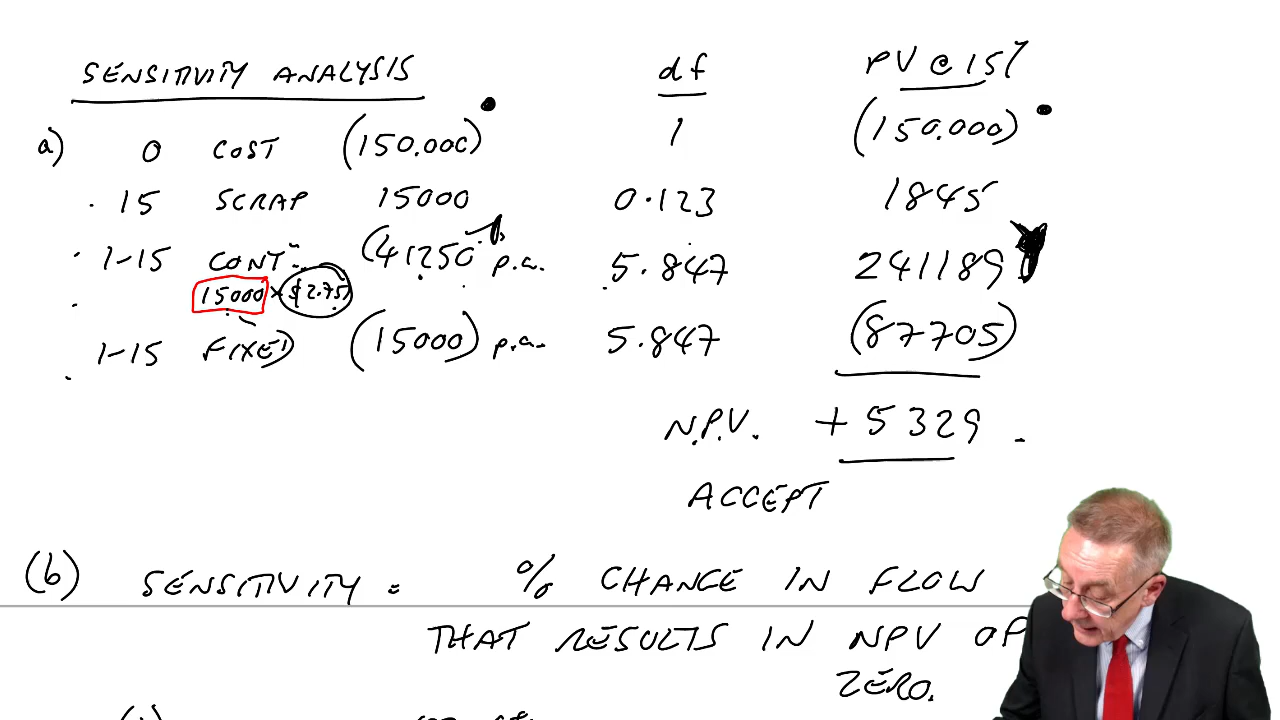 SENSITIVITY ANALYSIS df PV @ 15%
a) 0 COST (150,000) 1 (150,000)
15 SCRAP 15000 0.123 1845
1-15 CONT: 41250 p.a. 5.847 241189
15000 × $2.75
1-15 FIXED (15000) p.a. 5.847 (87705)
N.P.V. +5329
ACCEPT
(b) SENSITIVITY = % CHANGE IN FLOW
THAT RESULTS IN NPV OF
ZERO.